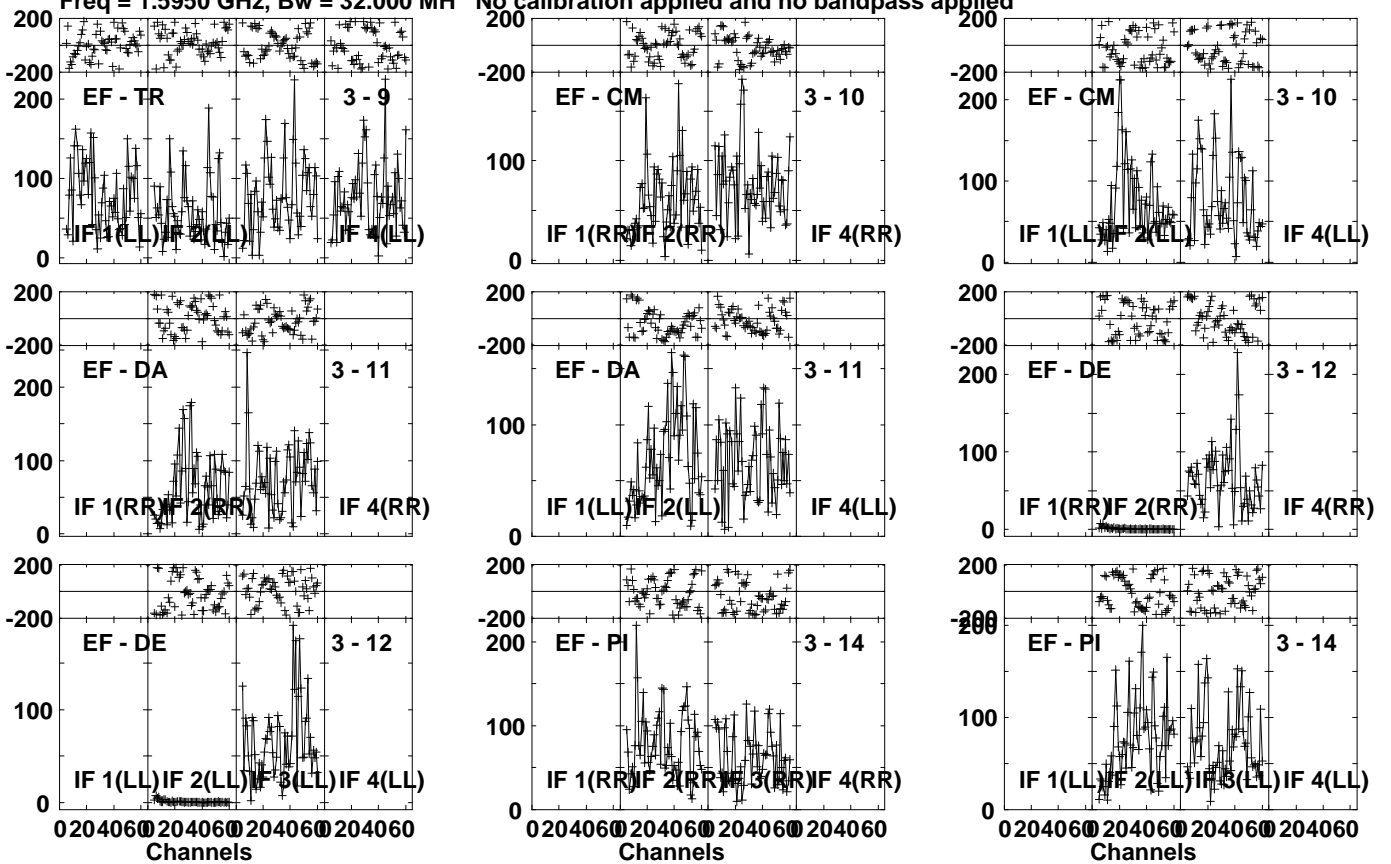 Freq = 1.5950 GHz, Bw = 32.000 MH No calibration applied and no bandpass applied
200 200 200
-200 -200 -200
EF - TR 3 - 9 EF - CM 3 - 10 EF - CM 3 - 10
200 200
100 100 100
IF 1(LL) IF 2(LL) IF 4(LL) IF 1(RR) IF 2(RR) IF 4(RR) IF 1(LL) IF 2(LL) IF 4(LL)
0 0 0
200 200 200
-200 -200 -200
EF - DA 3 - 11 EF - DA 3 - 11 EF - DE 3 - 12
200 200
100 100 100
IF 1(RR) IF 2(RR) IF 4(RR) IF 1(LL) IF 2(LL) IF 4(LL) IF 1(RR) IF 2(RR) IF 4(RR)
0 0 0
200 200 200
-200 -200 -200
EF - DE 3 - 12 EF - PI 3 - 14 EF - PI 3 - 14
200 200
100 100 100
IF 1(LL) IF 2(LL) IF 3(LL) IF 4(LL) IF 1(RR) IF 2(RR) IF 3(RR) IF 4(RR) IF 1(LL) IF 2(LL) IF 3(LL) IF 4(LL)
0 0 0
0 20 40 60 0 20 40 60 0 20 40 60 0 20 40 60 0 20 40 60 0 20 40 60 0 20 40 60 0 20 40 60 0 20 40 60 0 20 40 60 0 20 40 60 0 20 40 60
Channels Channels Channels